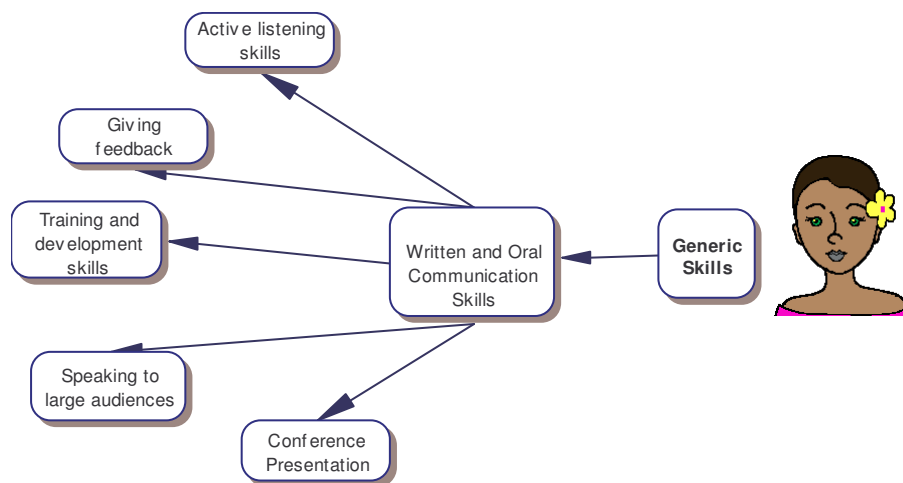 Active listening
skills
Giving
feedback
Training and
development
skills
Written and Oral
Communication
Skills
Generic
Skills
Speaking to
large audiences
Conference
Presentation